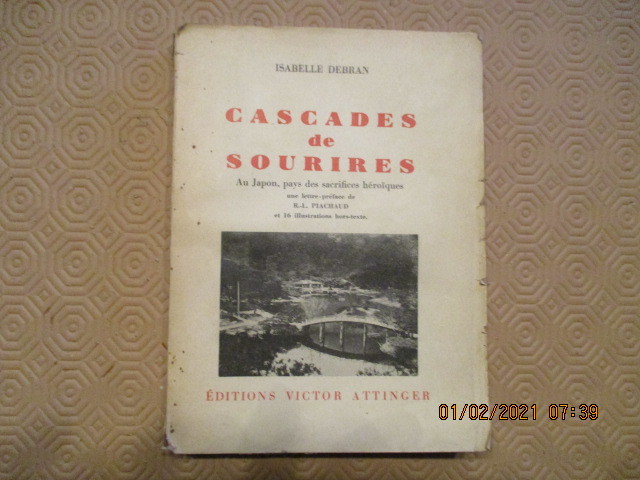 ISABELLE DEBRAN
CASCADES
de
SOURIRES
Au Japon, pays des sacrifices héroïques
une lettre-préface de
R.-L. PIACHAUD
et 16 illustrations hors-texte.
ÉDITIONS VICTOR ATTINGER
01/02/2021 07:39